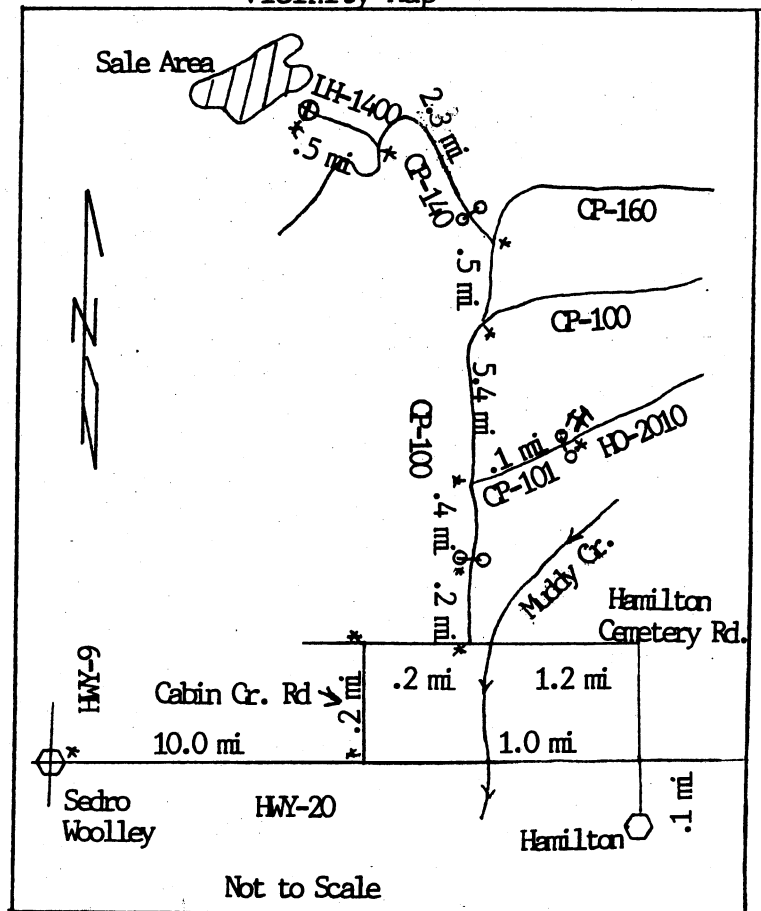 Vicinity Map
Sale Area
LH-1400
2.3 mi
.5 mi
CP-140
CP-160
.5 mi
CP-100
5.4 mi
CP-100
.1 mi
HO-2010
CP-101
.4 mi
Muddy Cr.
.2 mi
Hamilton
Cemetery Rd.
HWY-9
Cabin Cr. Rd
.2 mi
.2 mi
1.2 mi
10.0 mi
1.0 mi
Sedro
Woolley
HWY-20
Hamilton
.1 mi
Not to Scale